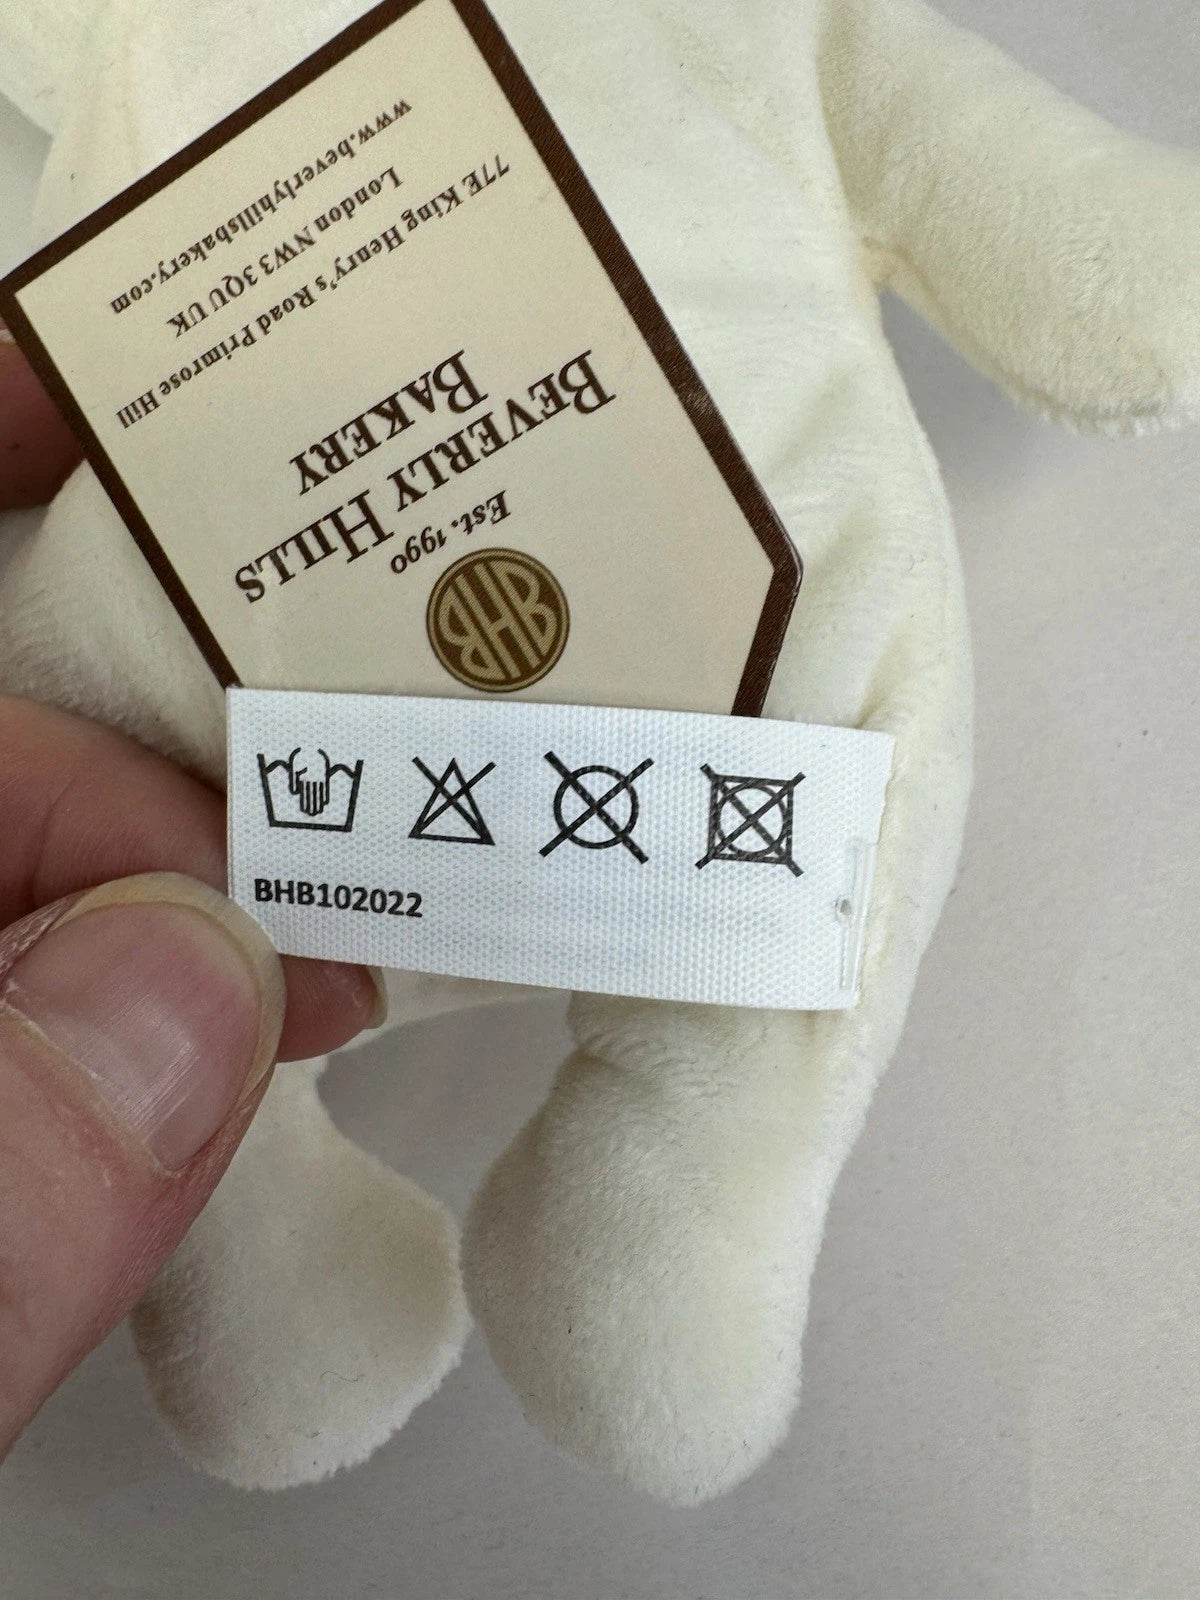 BHB
Est. 1990
BEVERLY HILLS
BAKERY
77E King Henry's Road Primrose Hill
London NW3 3QU UK
www.beverlyhillsbakery.com
BHB102022